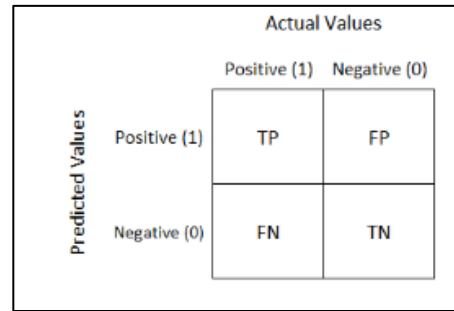 Actual Values
Positive (1) Negative (0)
Predicted Values
Positive (1) TP FP
Negative (0) FN TN